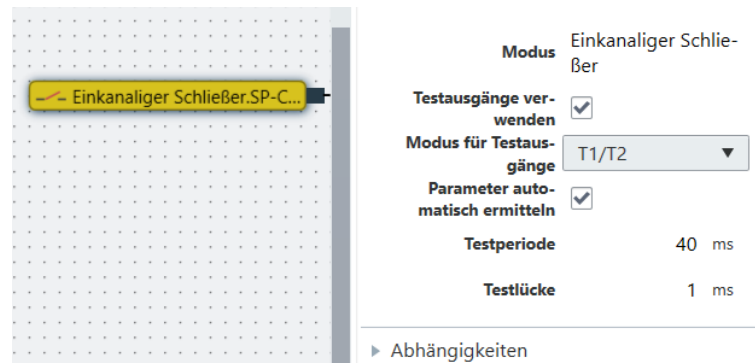 Einkanaliger Schließer.SP-C...
Modus
Einkanaliger Schlie-
ßer
Testausgänge ver-
wenden
Modus für Testaus-
gänge
T1/T2
Parameter auto-
matisch ermitteln
Testperiode 40 ms
Testlücke 1 ms
Abhängigkeiten